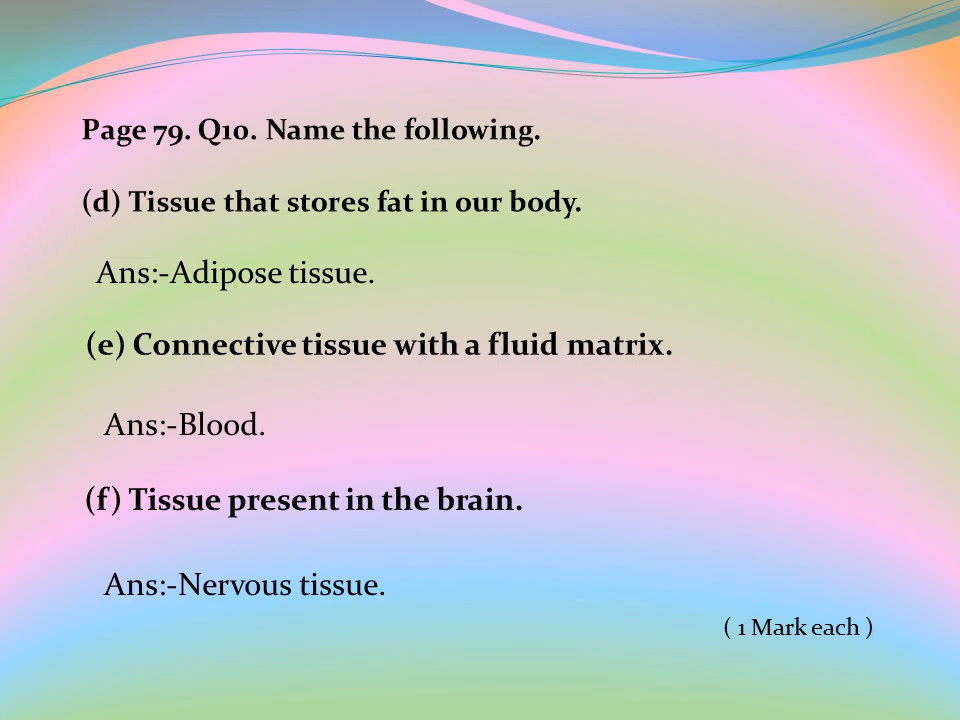 Page 79. Q10. Name the following.
(d) Tissue that stores fat in our body.
Ans:-Adipose tissue.
(e) Connective tissue with a fluid matrix.
Ans:-Blood.
(f) Tissue present in the brain.
Ans:-Nervous tissue.
( 1 Mark each )